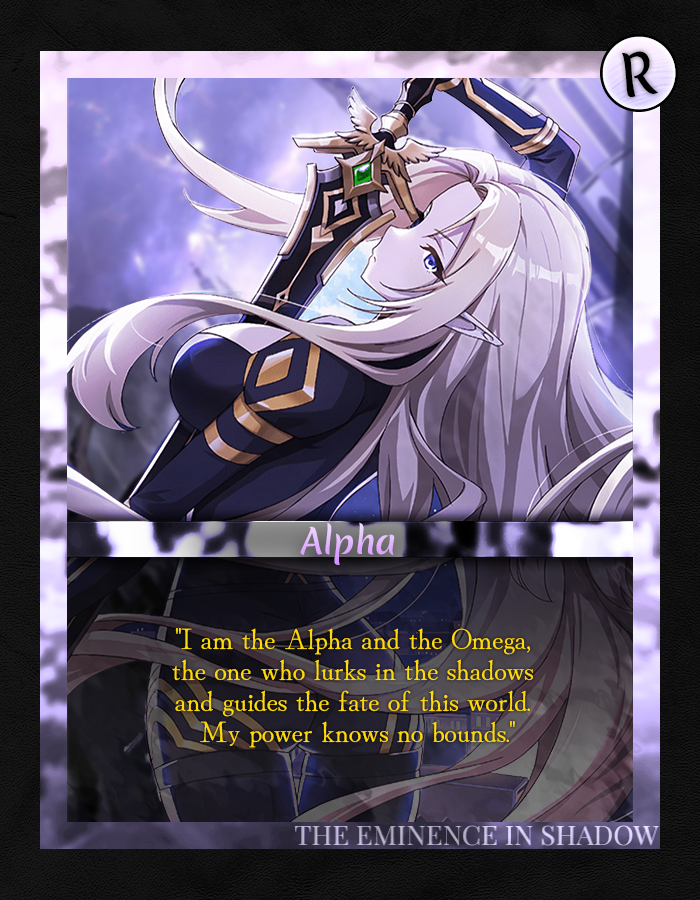 R
Alpha
"I am the Alpha and the Omega,
the one who lurks in the shadows
and guides the fate of this world.
My power knows no bounds."
THE EMINENCE IN SHADOW